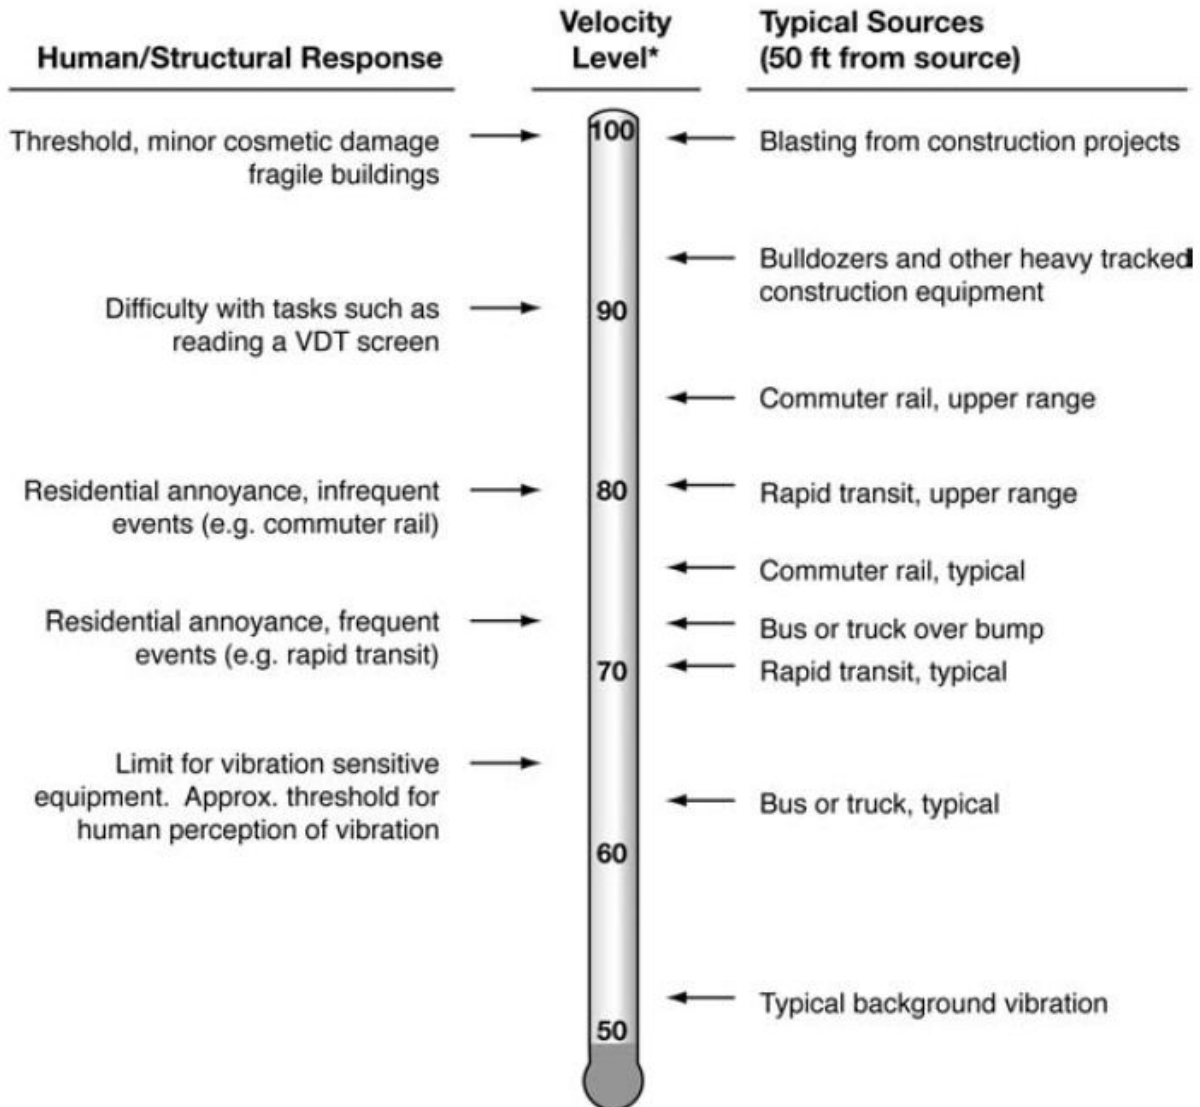 Human/Structural Response
Velocity
Level*
Typical Sources
(50 ft from source)
Threshold, minor cosmetic damage
fragile buildings
100
Blasting from construction projects
Bulldozers and other heavy tracked
construction equipment
Difficulty with tasks such as
reading a VDT screen
90
Commuter rail, upper range
Residential annoyance, infrequent
events (e.g. commuter rail)
80
Rapid transit, upper range
Commuter rail, typical
Residential annoyance, frequent
events (e.g. rapid transit)
Bus or truck over bump
70
Rapid transit, typical
Limit for vibration sensitive
equipment. Approx. threshold for
human perception of vibration
Bus or truck, typical
60
Typical background vibration
50